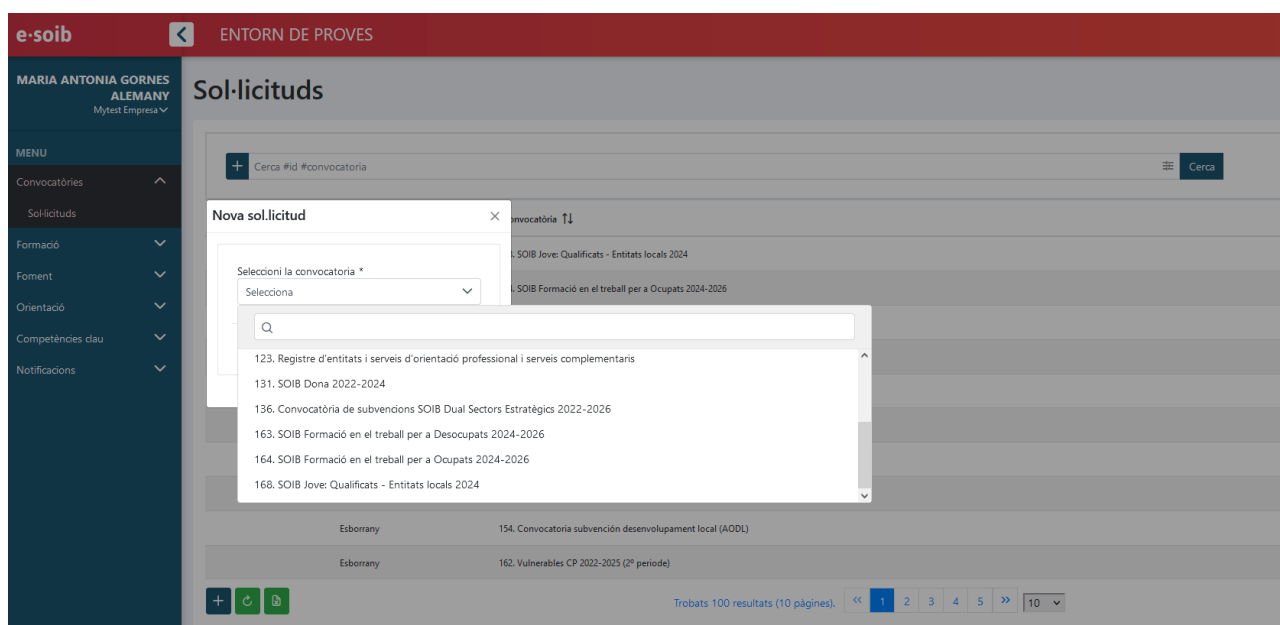 e·soib
ENTORN DE PROVES
MARIA ANTONIA GORNES
ALEMANY
Mytest Empresa
MENU
Convocatòries
Sol·licituds
Formació
Foment
Orientació
Competències clau
Notificacions
Sol·licituds
Cerca #id #convocatoria
Cerca
Nova sol.licitud
Seleccioni la convocatoria *
Selecciona
123. Registre d'entitats i serveis d'orientació professional i serveis complementaris
131. SOIB Dona 2022-2024
136. Convocatòria de subvencions SOIB Dual Sectors Estratègics 2022-2026
163. SOIB Formació en el treball per a Desocupats 2024-2026
164. SOIB Formació en el treball per a Ocupats 2024-2026
168. SOIB Jove: Qualificats - Entitats locals 2024
onvocatòria
. SOIB Jove: Qualificats - Entitats locals 2024
. SOIB Formació en el treball per a Ocupats 2024-2026
Esborrany 154. Convocatoria subvención desenvolupament local (AODL)
Esborrany 162. Vulnerables CP 2022-2025 (2º periode)
Trobats 100 resultats (10 pàgines). « 1 2 3 4 5 » 10